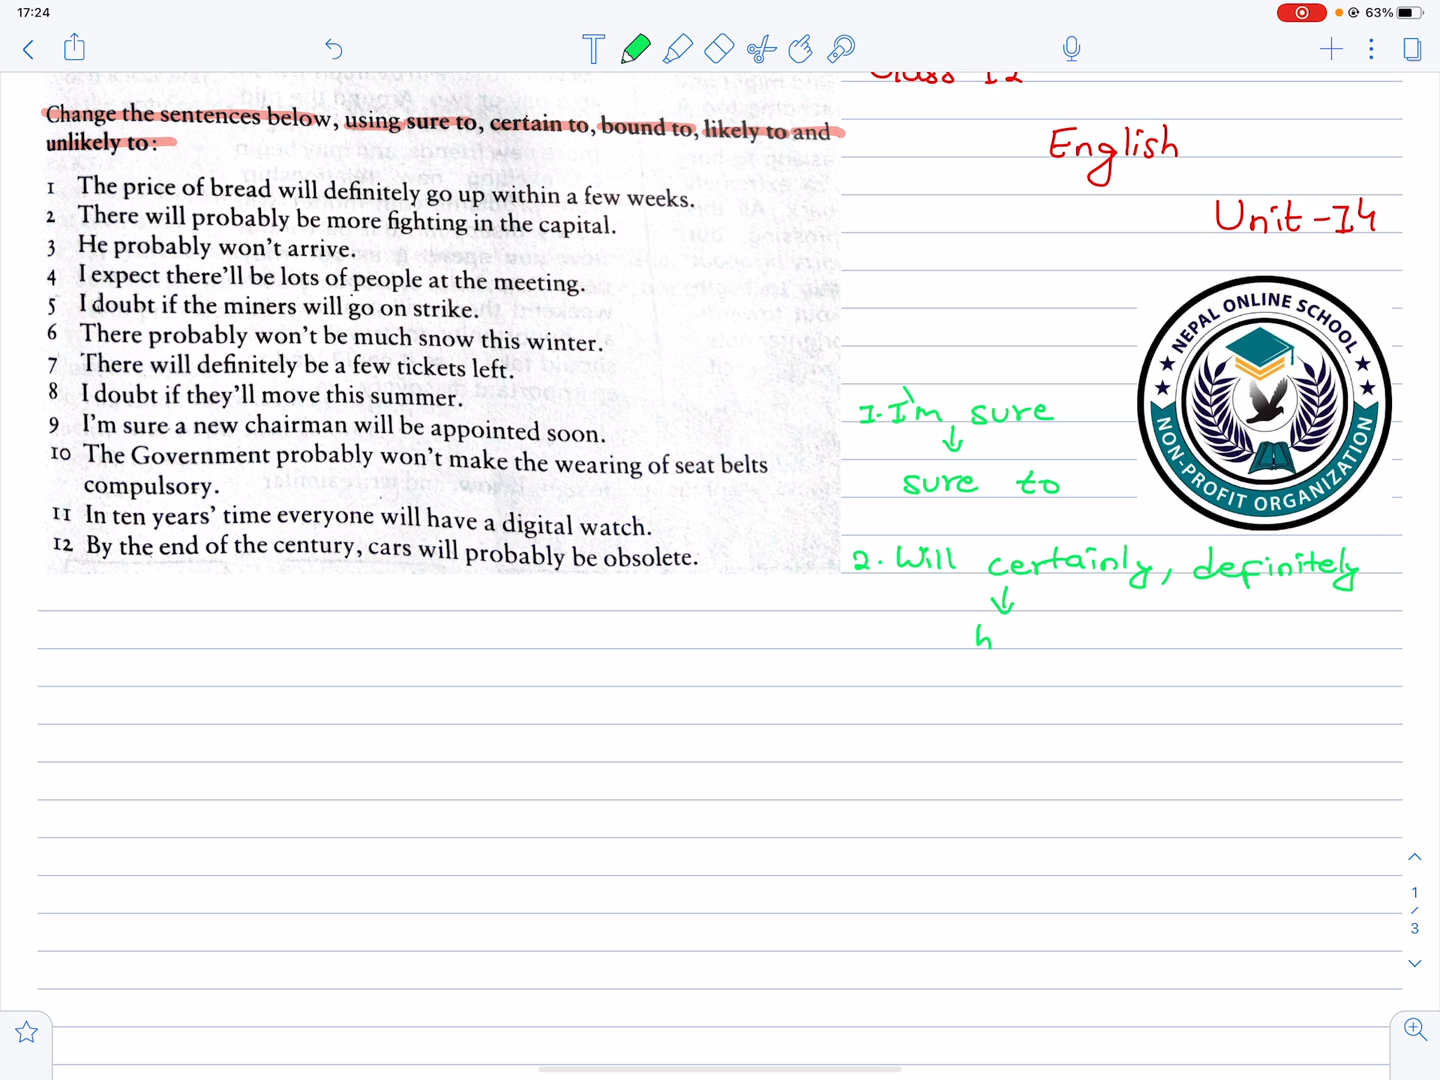 17:24
63%
Class 12
Change the sentences below, using sure to, certain to, bound to, likely to and
unlikely to:
English
Unit-14
1 The price of bread will definitely go up within a few weeks.
2 There will probably be more fighting in the capital.
3 He probably won't arrive.
4 I expect there'll be lots of people at the meeting.
5 I doubt if the miners will go on strike.
6 There probably won't be much snow this winter.
7 There will definitely be a few tickets left.
8 I doubt if they'll move this summer.
9 I'm sure a new chairman will be appointed soon.
10 The Government probably won't make the wearing of seat belts
compulsory.
11 In ten years' time everyone will have a digital watch.
12 By the end of the century, cars will probably be obsolete.
NEPAL ONLINE SCHOOL
NON-PROFIT ORGANIZATION
1. I'm sure
↓
sure to
2. Will certainly, definitely
↓
h
1
/
3